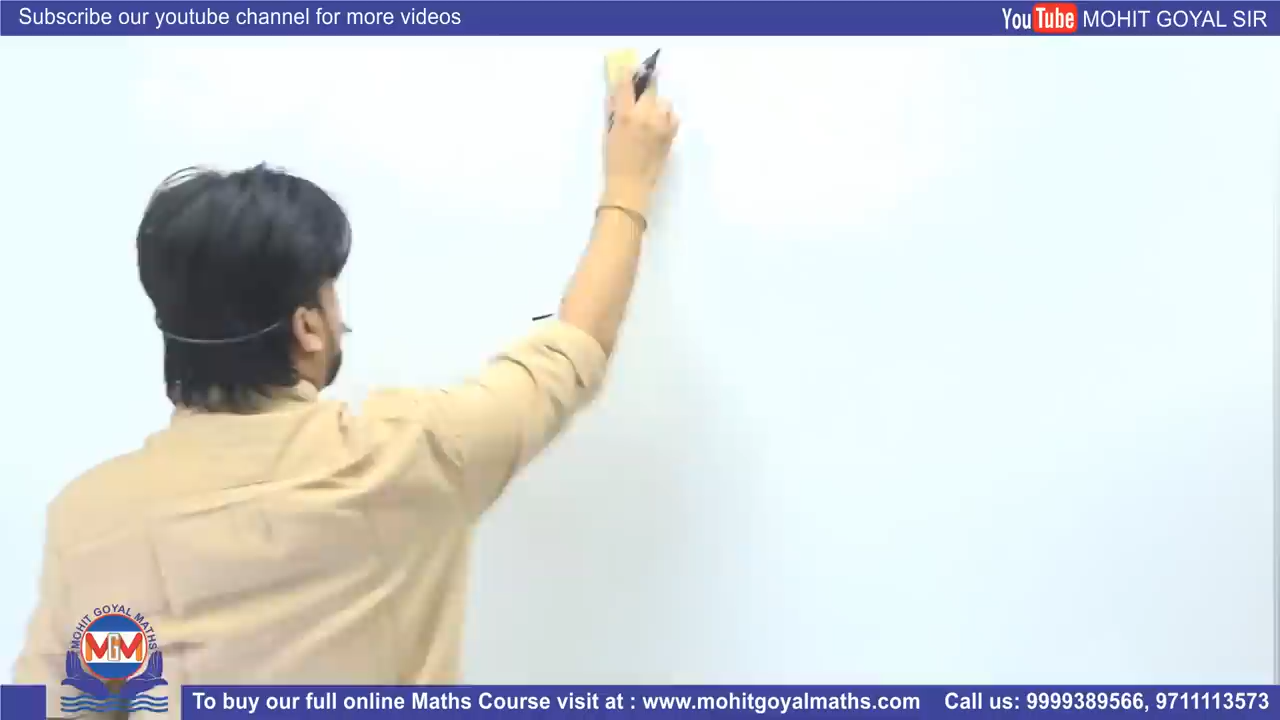 Subscribe our youtube channel for more videos
YouTube MOHIT GOYAL SIR
MOHIT GOYAL MATHS
MGM
To buy our full online Maths Course visit at : www.mohitgoyalmaths.com Call us: 9999389566, 9711113573